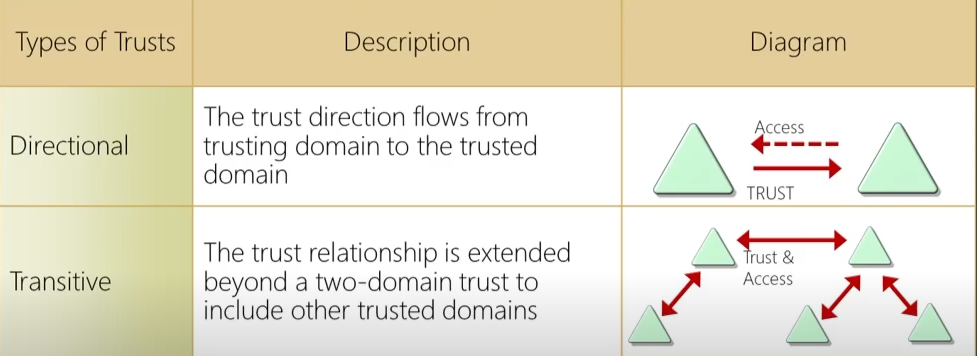 Types of Trusts
Description
Diagram
Directional
The trust direction flows from
trusting domain to the trusted
domain
Access
TRUST
Transitive
The trust relationship is extended
beyond a two-domain trust to
include other trusted domains
Trust &
Access